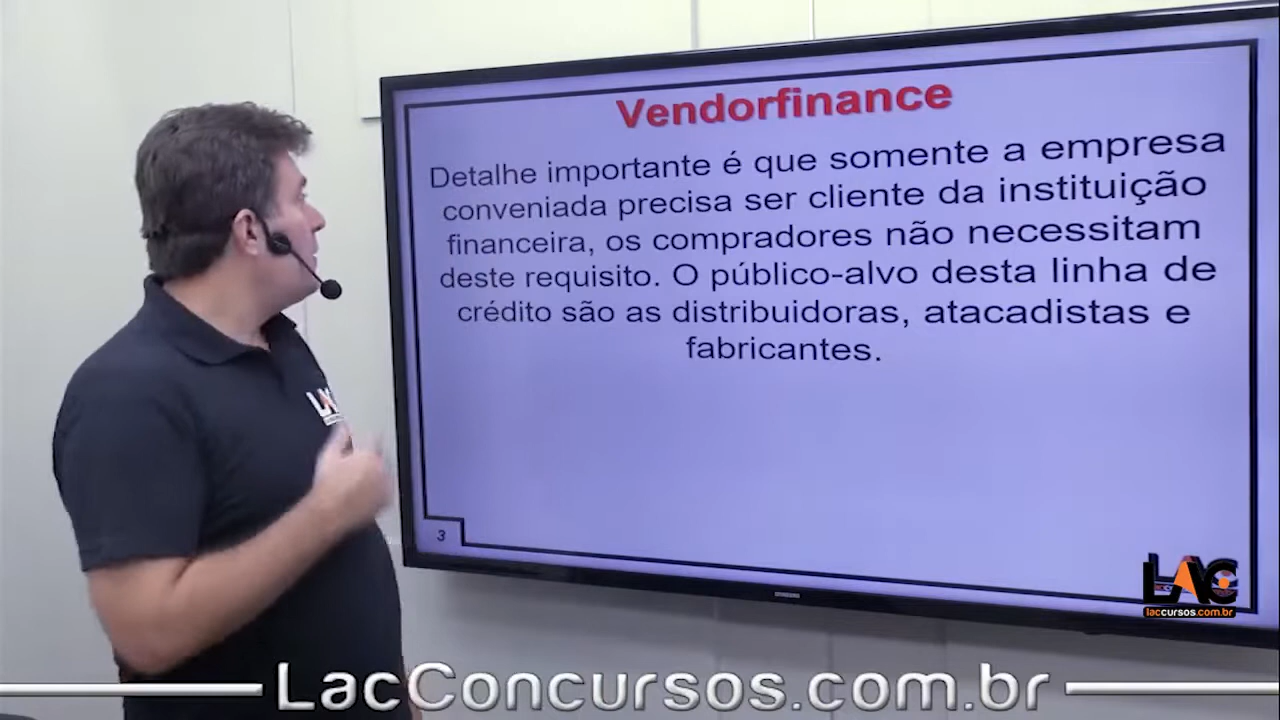 Vendorfinance
Detalhe importante é que somente a empresa
conveniada precisa ser cliente da instituição
financeira, os compradores não necessitam
deste requisito. O público-alvo desta linha de
crédito são as distribuidoras, atacadistas e
fabricantes.
3
LAC
LAC
laccursos.com.br
SAMSUNG
LacConcursos.com.br